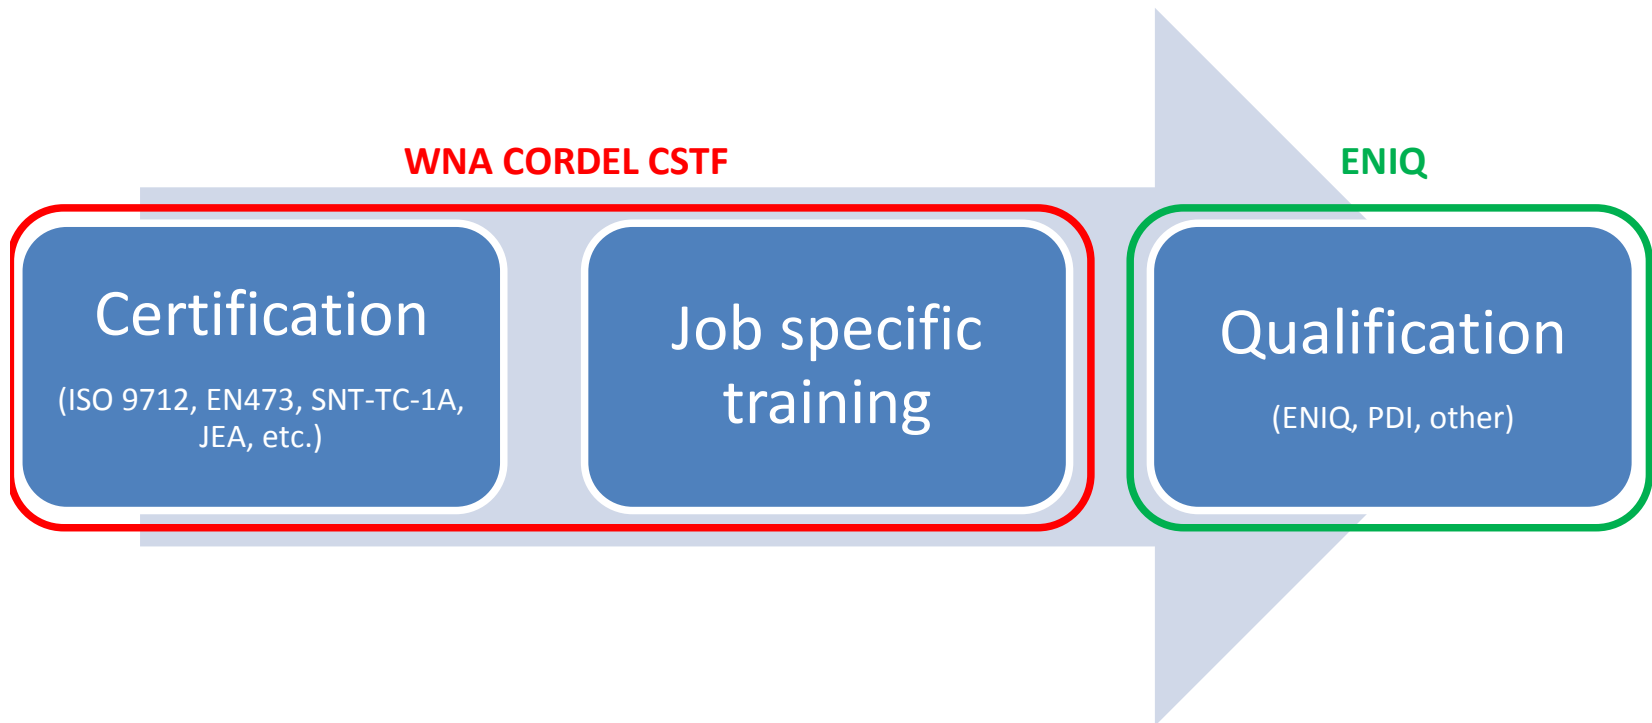 WNA CORDEL CSTF
ENIQ
Certification
(ISO 9712, EN473, SNT-TC-1A,
JEA, etc.)
Job specific
training
Qualification
(ENIQ, PDI, other)